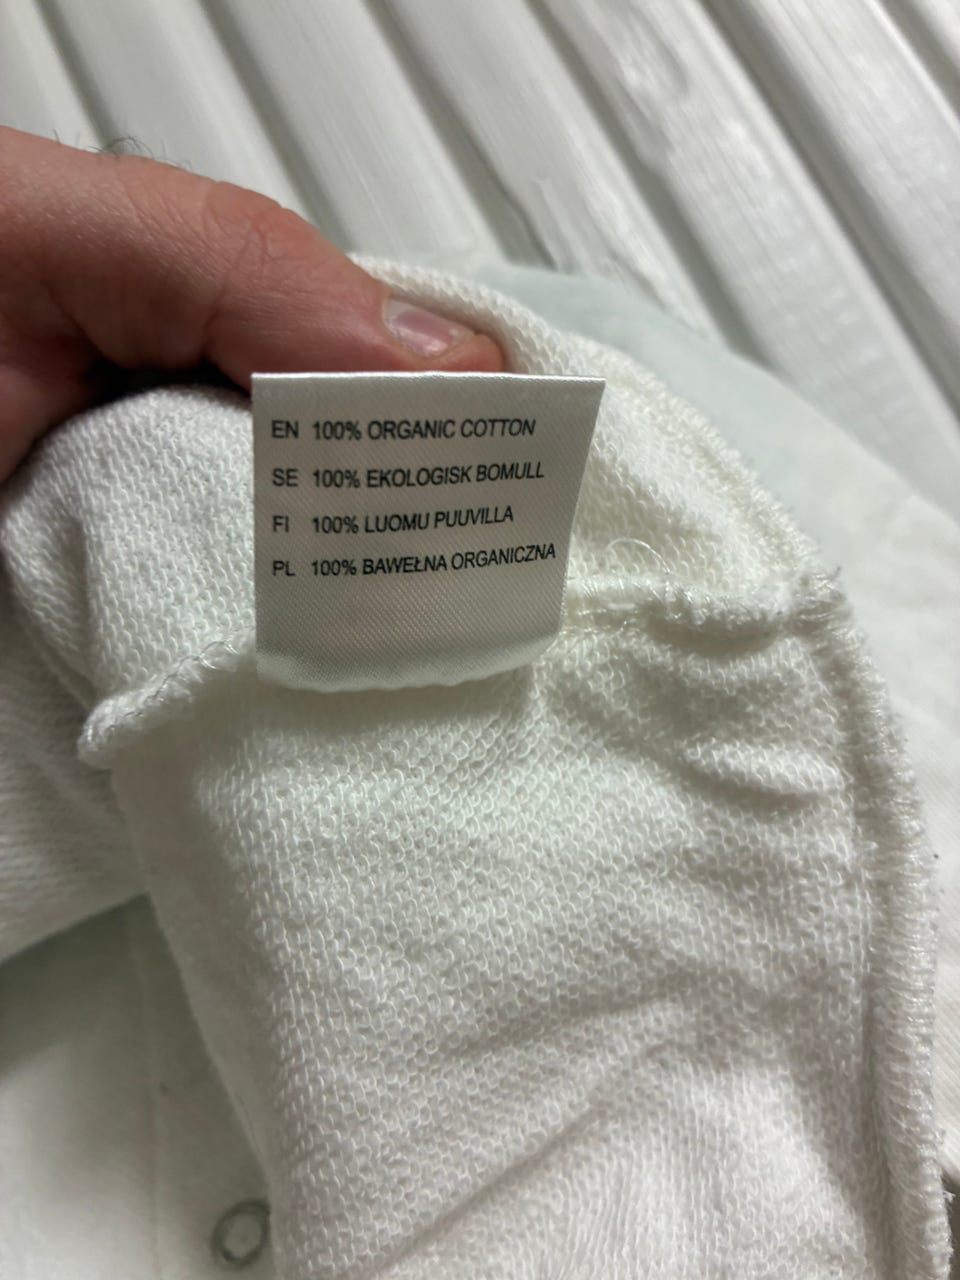 EN 100% ORGANIC COTTON
SE 100% EKOLOGISK BOMULL
FI 100% LUOMU PUUVILLA
PL 100% BAWEŁNA ORGANICZNA